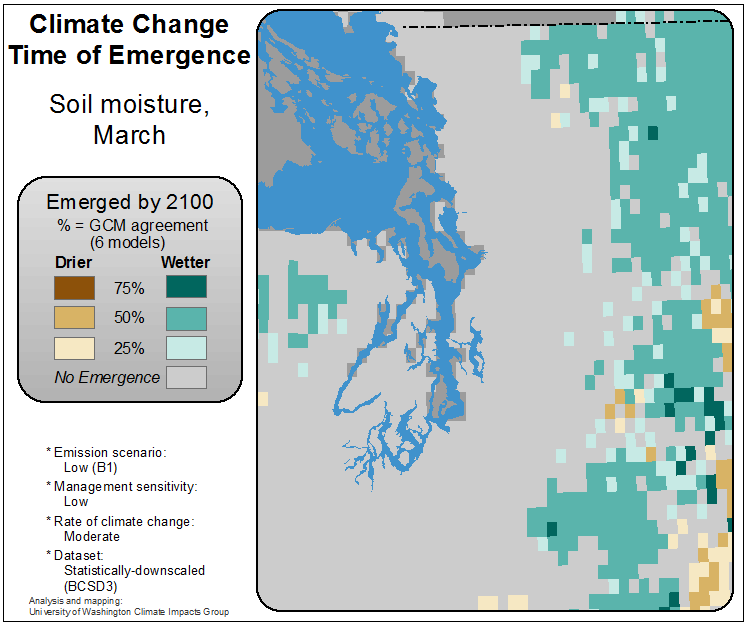 Climate Change
Time of Emergence
Soil moisture,
March
Emerged by 2100
% = GCM agreement
(6 models)
Drier Wetter
75%
50%
25%
No Emergence
* Emission scenario:
Low (B1)
* Management sensitivity:
Low
* Rate of climate change:
Moderate
* Dataset:
Statistically-downscaled
(BCSD3)
Analysis and mapping:
University of Washington Climate Impacts Group